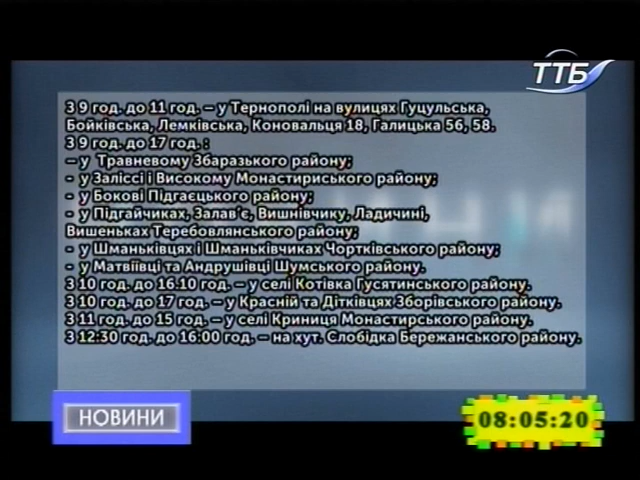 ТТБ
З 9 год. до 11 год. – у Тернополі на вулицях Гуцульська,
Бойківська, Лемківська, Коновальця 18, Галицька 56, 58.
З 9 год. до 17 год. :
– у Травневому Збаразького району;
- у Заліссі і Високому Монастириського району;
- у Бокові Підгаєцького району;
- у Підгайчиках, Залав`є, Вишнівчику, Ладичині,
Вишеньках Теребовлянського району;
- у Шманьківцях і Шманьківчиках Чортківського району;
- у Матвіївці та Андрушівці Шумського району.
З 10 год. до 16.10 год. – у селі Котівка Гусятинського району.
З 10 год. до 17 год. – у Красній та Дітківцях Зборівського району.
З 11 год. до 15 год. – у селі Криниця Монастирського району.
З 12:30 год. до 16:00 год. – на хут. Слобідка Бережанського району.
НОВИНИ
08:05:20